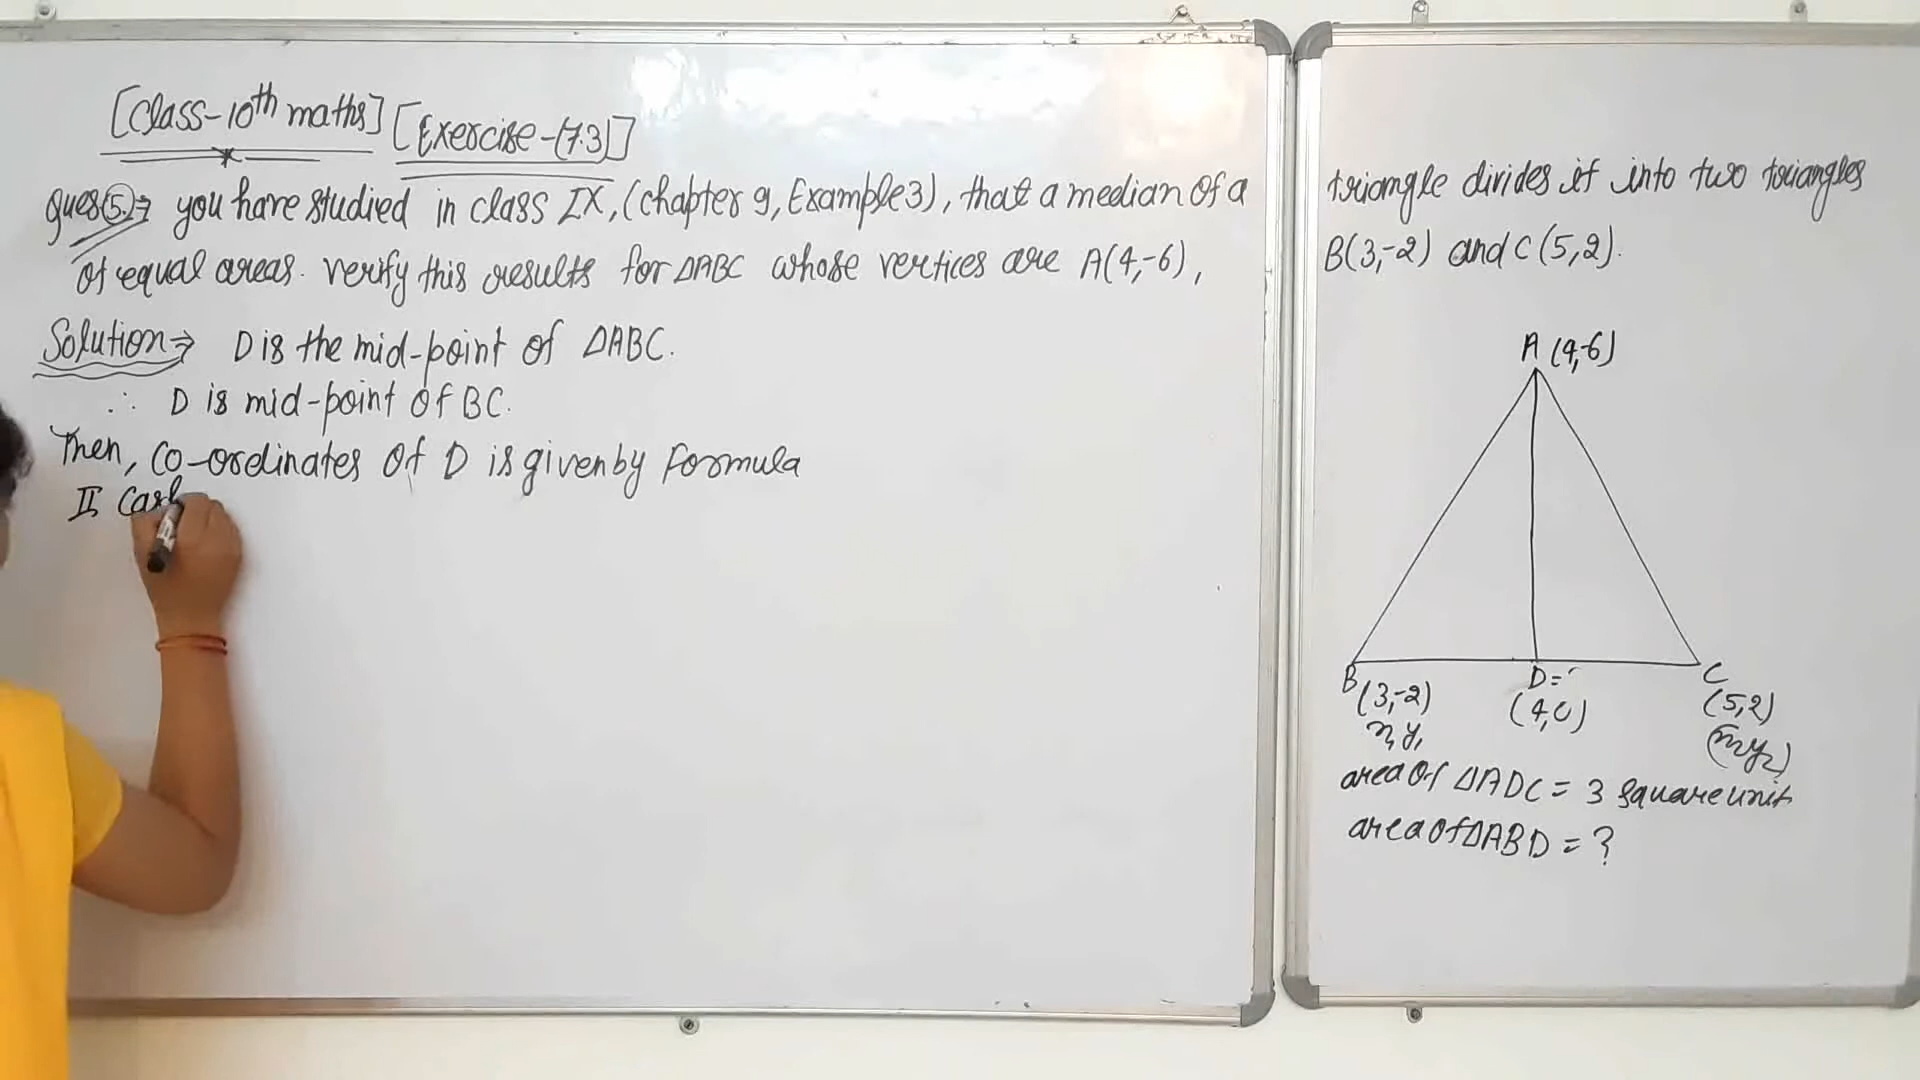 [Class-10th maths] [Exercise-(7.3)]
Ques(5.)⇒ you have studied in class IX, (chapter 9, Example 3), that a median of a
triangle divides it into two triangles
of equal areas. verify this results for ΔABC whose vertices are A(4,-6),
B(3,-2) and C(5,2).
Solution⇒ D is the mid-point of ΔABC.
∴ D is mid-point of BC.
Then, Co-ordinates of D is given by formula
II Cas
A (4,-6)
B (3,-2)
x, y,
D=?
(4,0)
C
(5,2)
(x2 y2)
area of ΔADC = 3 square unit
area of ΔABD = ?